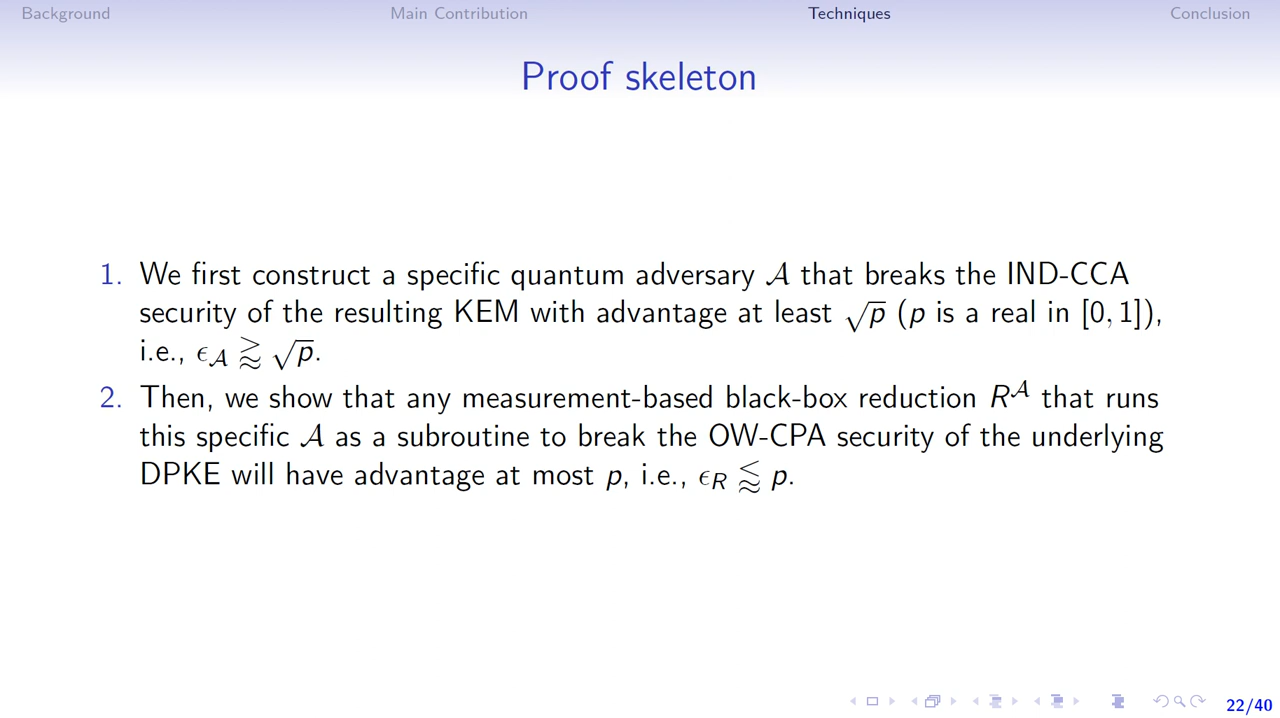 Background Main Contribution Techniques Conclusion
Proof skeleton
1. We first construct a specific quantum adversary 𝒜 that breaks the IND-CCA
security of the resulting KEM with advantage at least √p (p is a real in [0, 1]),
i.e., ϵ_𝒜 ⪆ √p.
2. Then, we show that any measurement-based black-box reduction R^𝒜 that runs
this specific 𝒜 as a subroutine to break the OW-CPA security of the underlying
DPKE will have advantage at most p, i.e., ϵ_R ⪅ p.
22/40